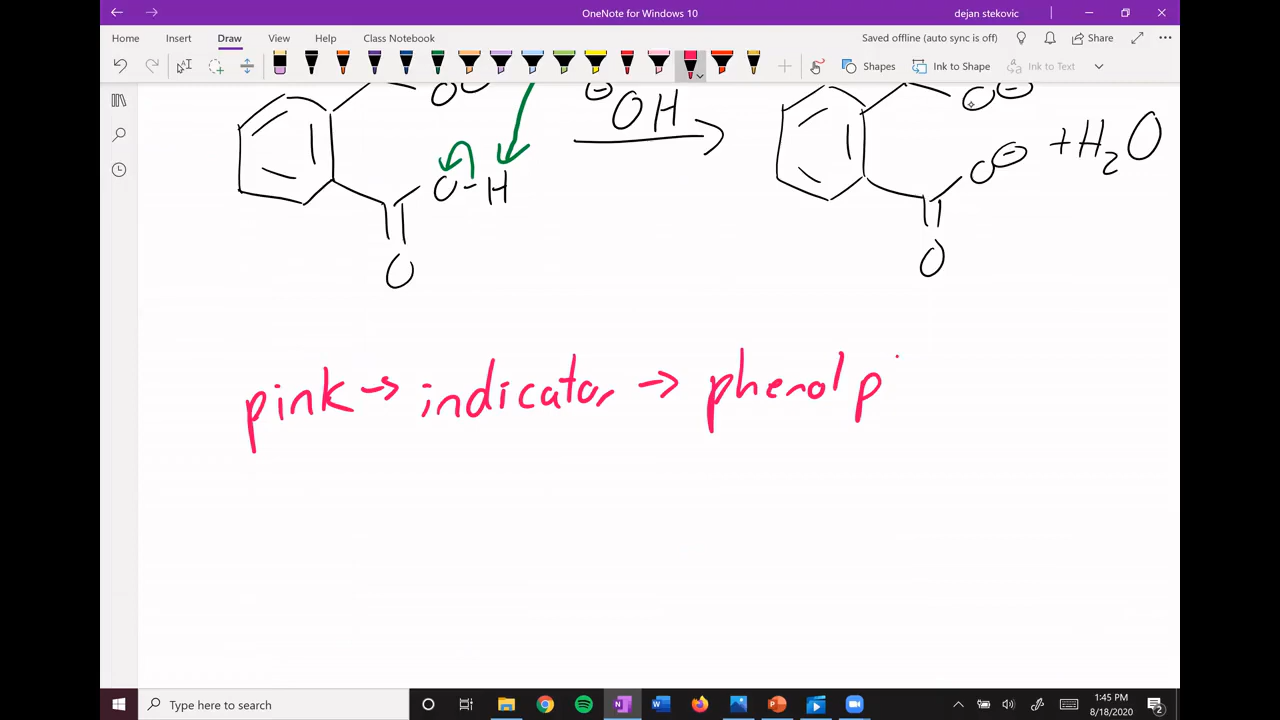 OneNote for Windows 10
dejan stekovic
Home Insert Draw View Help Class Notebook
Saved offline (auto sync is off)
Share
Shapes Ink to Shape Ink to Text
O⊖ ⊖OH O⊖
O-H O⊖ +H₂O
O O
pink → indicator → phenolp
Type here to search
1:45 PM
8/18/2020
2